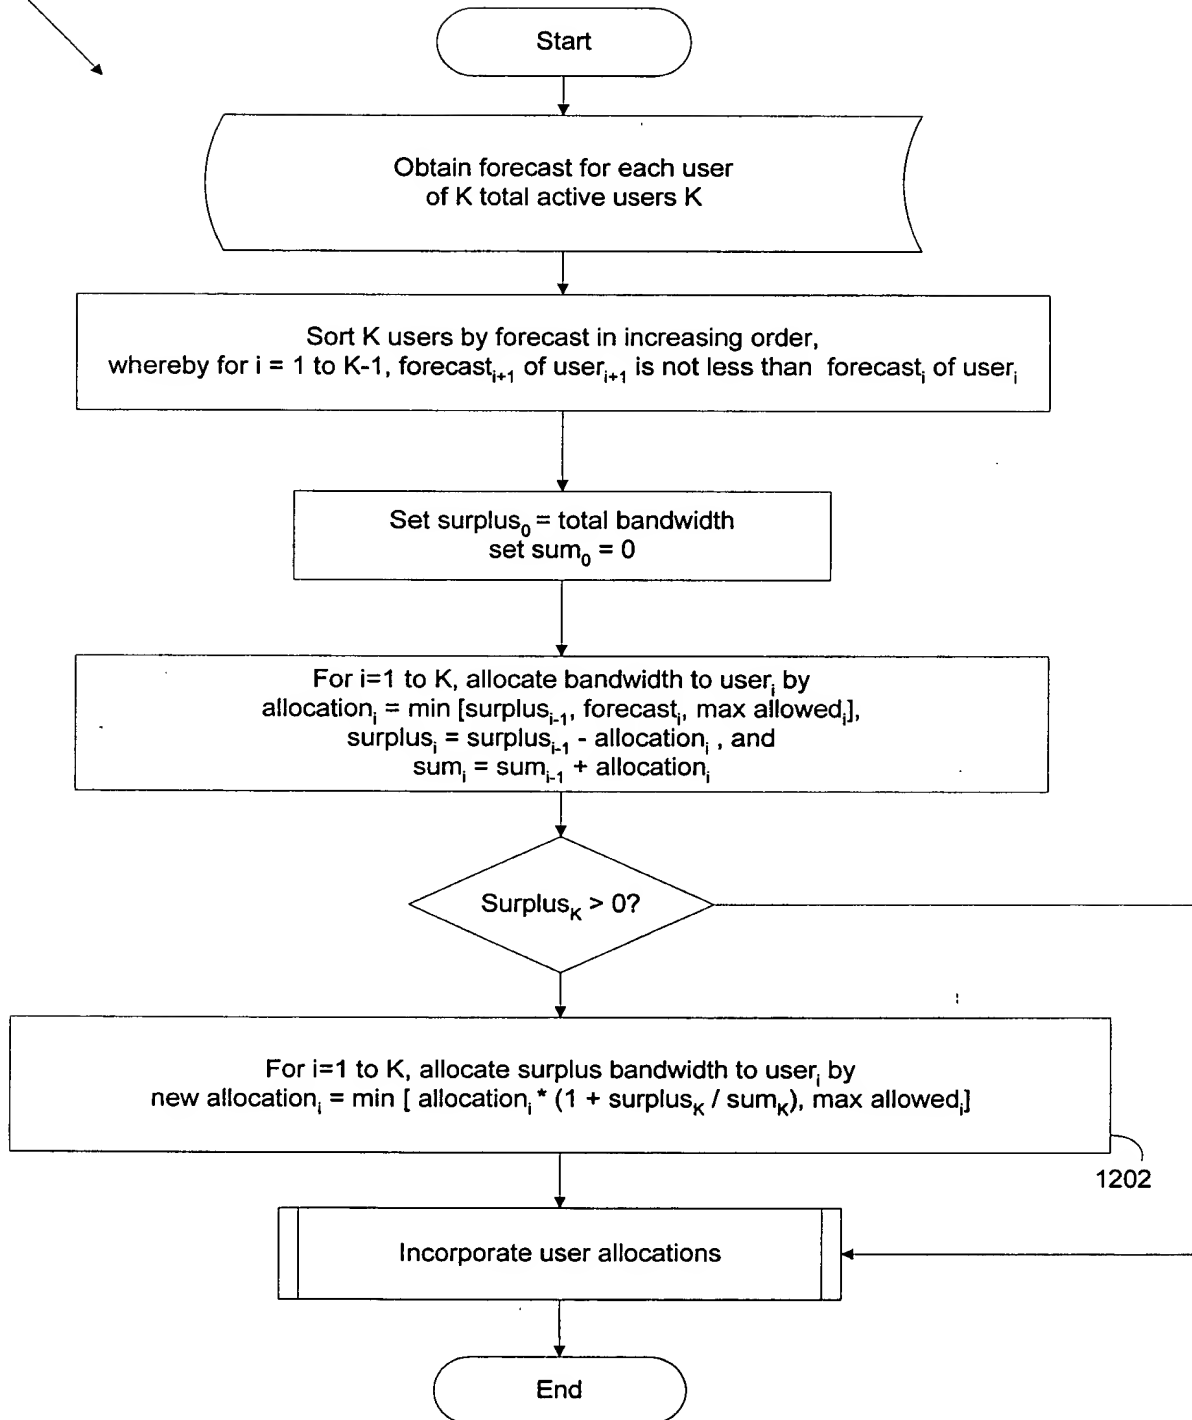 Start
Obtain forecast for each user
of K total active users K
Sort K users by forecast in increasing order,
whereby for i = 1 to K-1, forecast_{i+1} of user_{i+1} is not less than forecast_i of user_i
Set surplus_0 = total bandwidth
set sum_0 = 0
For i=1 to K, allocate bandwidth to user_i by
allocation_i = min [surplus_{i-1}, forecast_i, max allowed_i],
surplus_i = surplus_{i-1} - allocation_i , and
sum_i = sum_{i-1} + allocation_i
Surplus_K > 0?
For i=1 to K, allocate surplus bandwidth to user_i by
new allocation_i = min [ allocation_i * (1 + surplus_K / sum_K), max allowed_i]
1202
Incorporate user allocations
End